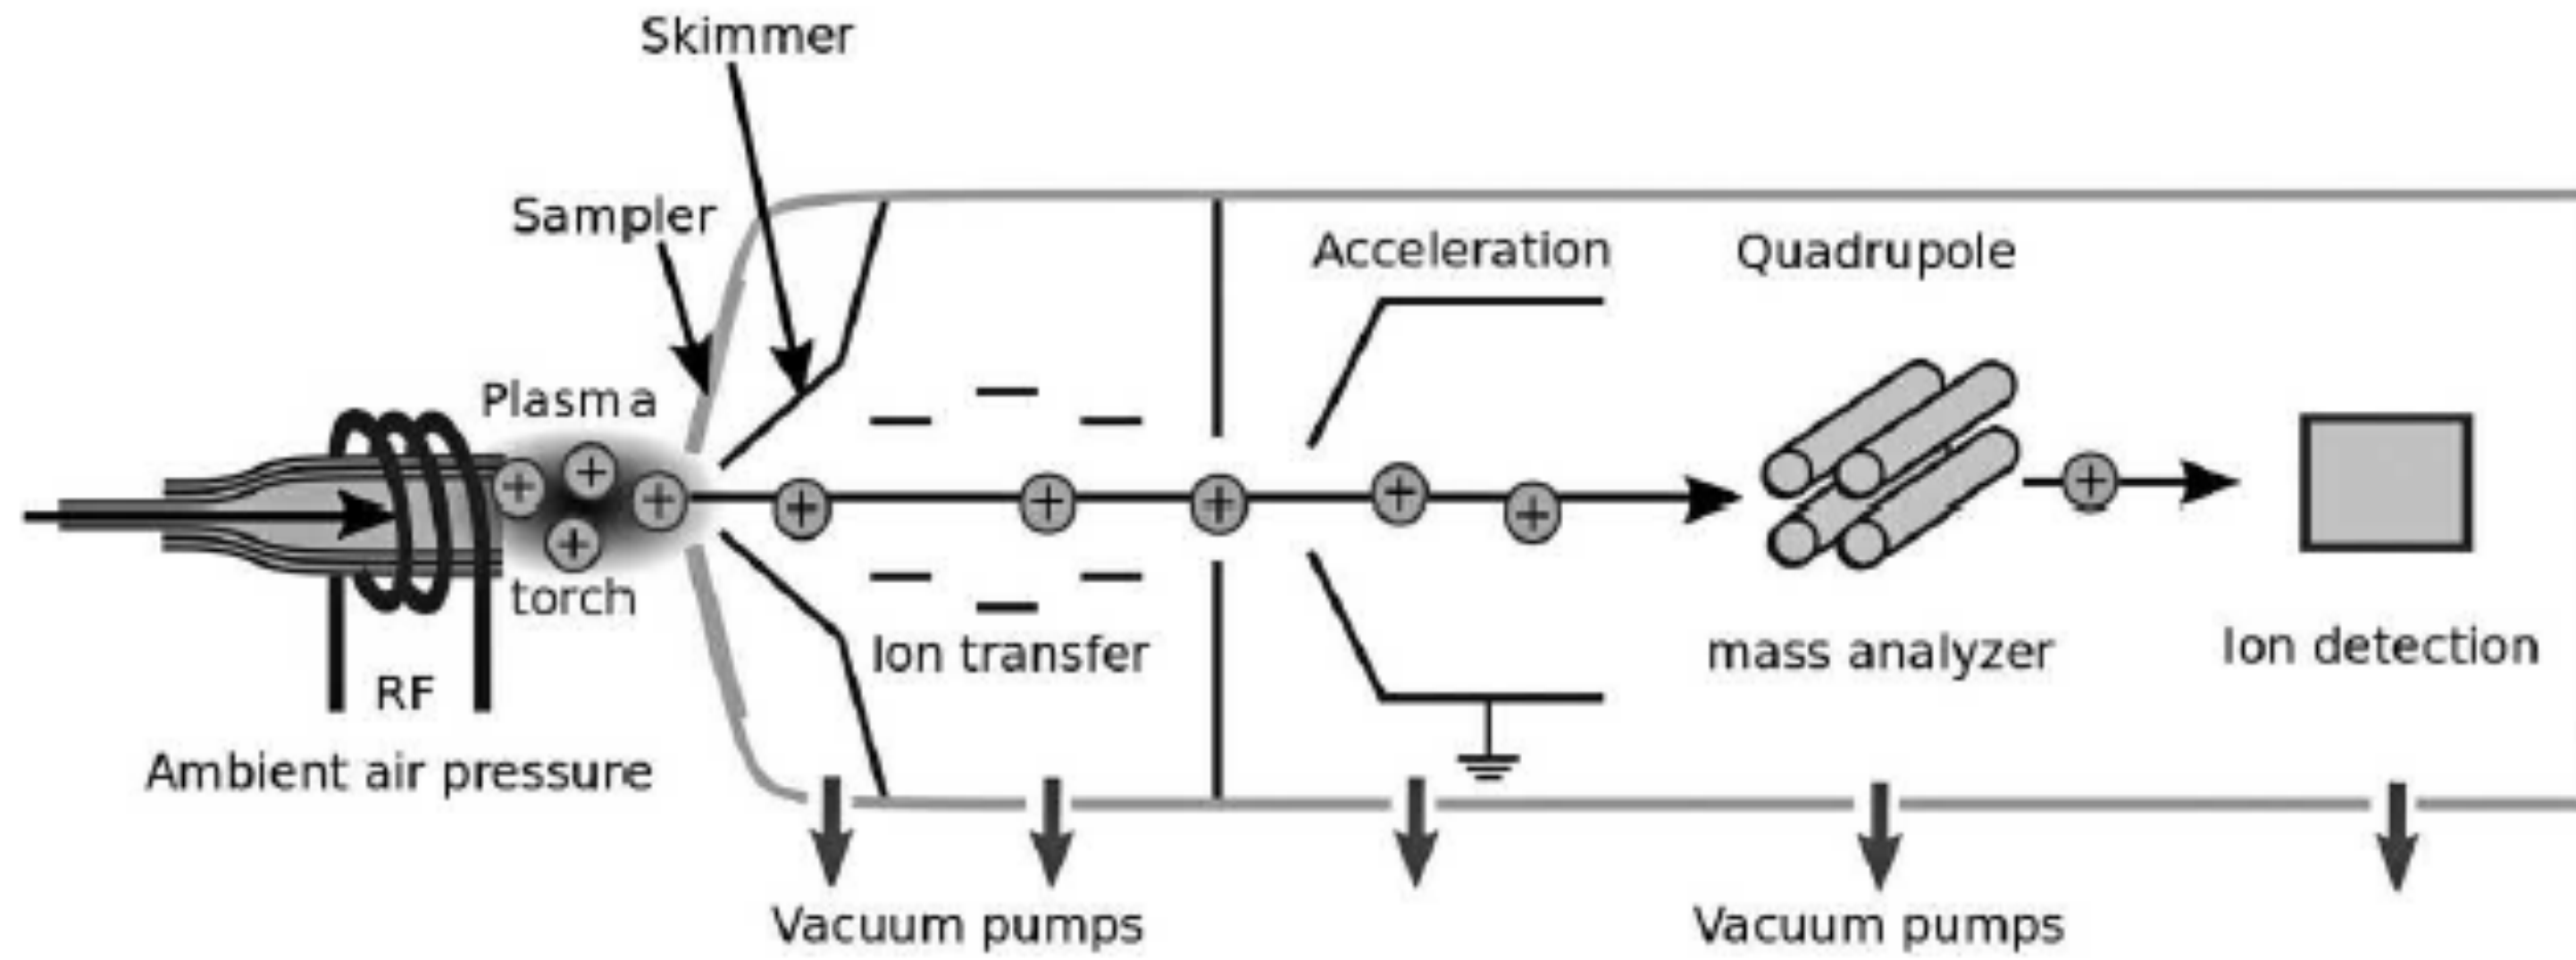 Skimmer
Sampler
Acceleration
Quadrupole
Plasma
torch
RF
Ion transfer
mass analyzer
Ion detection
Ambient air pressure
Vacuum pumps
Vacuum pumps